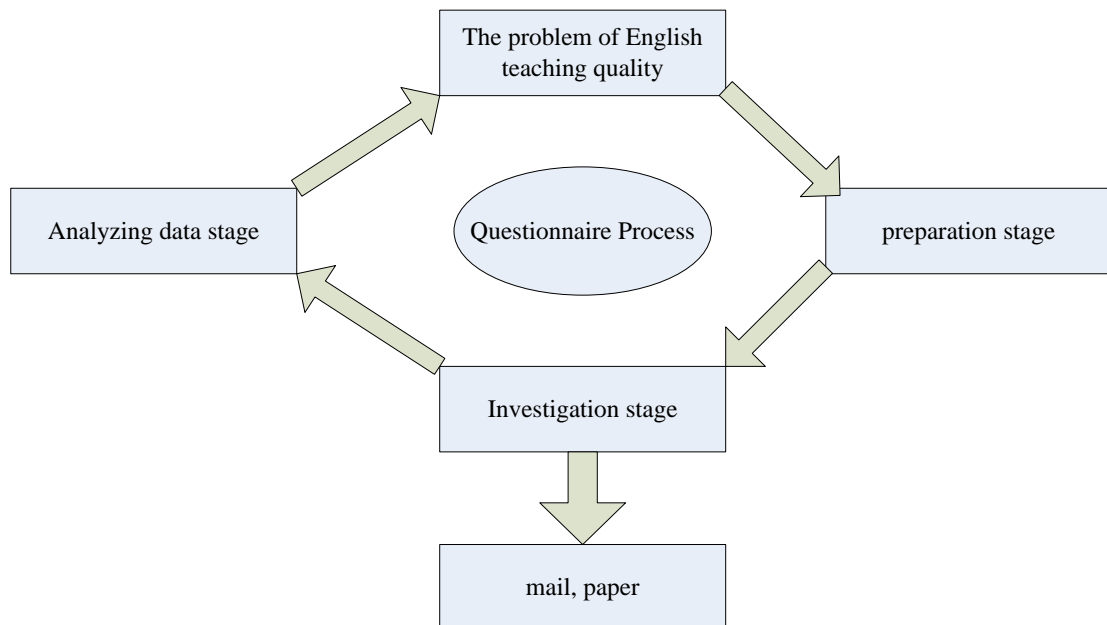 The problem of English
teaching quality
Analyzing data stage
Questionnaire Process
preparation stage
Investigation stage
mail, paper